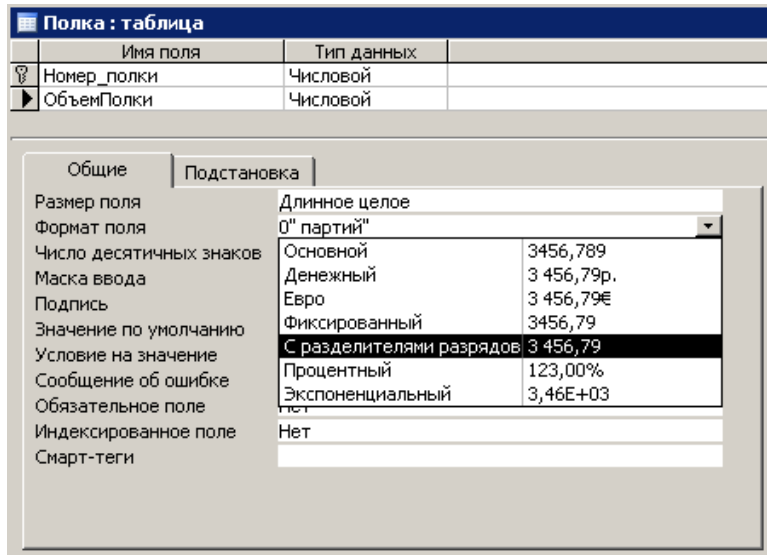 Полка : таблица
Имя поля Тип данных
Номер_полки Числовой
ОбъемПолки Числовой
Общие Подстановка
Размер поля Длинное целое
Формат поля 0" партий"
Число десятичных знаков Основной 3456,789
Маска ввода Денежный 3 456,79р.
Подпись Евро 3 456,79€
Значение по умолчанию Фиксированный 3456,79
Условие на значение С разделителями разрядов 3 456,79
Сообщение об ошибке Процентный 123,00%
Обязательное поле Экспоненциальный 3,46E+03
Индексированное поле Нет
Смарт-теги